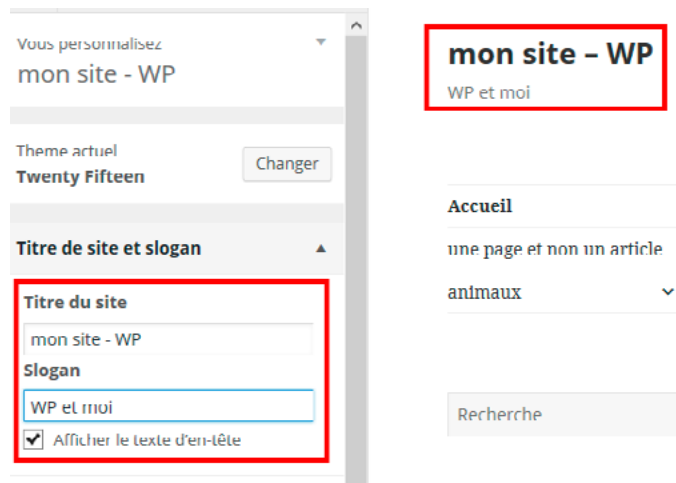 Vous personnalisez
mon site - WP
Theme actuel
Twenty Fifteen
Changer
Titre de site et slogan
Titre du site
mon site - WP
Slogan
WP et moi
Afficher le texte d'en-tête
mon site – WP
WP et moi
Accueil
une page et non un article
animaux
Recherche